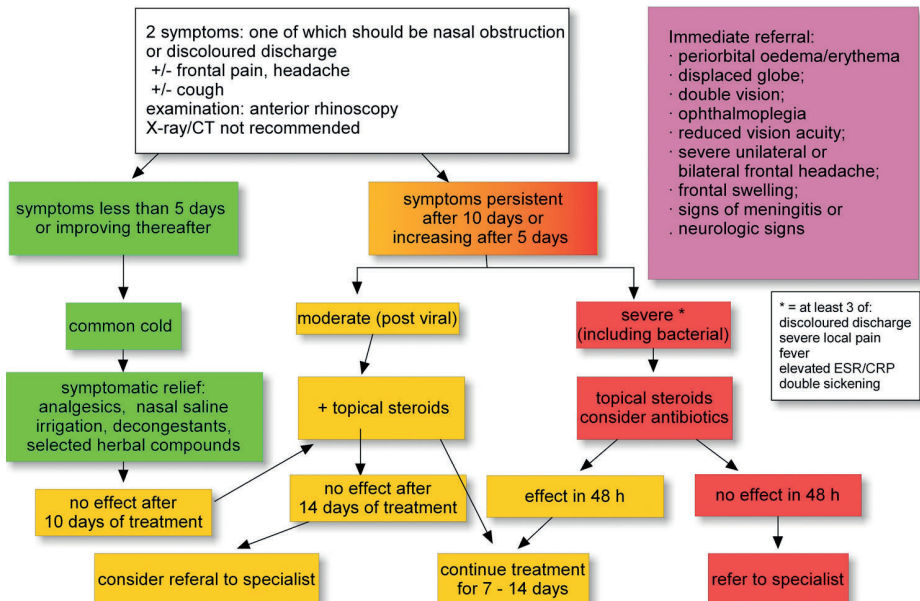 2 symptoms: one of which should be nasal obstruction
or discoloured discharge
+/- frontal pain, headache
+/- cough
examination: anterior rhinoscopy
X-ray/CT not recommended
Immediate referral:
· periorbital oedema/erythema
· displaced globe;
· double vision;
· ophthalmoplegia
· reduced vision acuity;
· severe unilateral or
bilateral frontal headache;
· frontal swelling;
· signs of meningitis or
. neurologic signs
symptoms less than 5 days
or improving thereafter
symptoms persistent
after 10 days or
increasing after 5 days
common cold
moderate (post viral)
severe *
(including bacterial)
* = at least 3 of:
discoloured discharge
severe local pain
fever
elevated ESR/CRP
double sickening
symptomatic relief:
analgesics, nasal saline
irrigation, decongestants,
selected herbal compounds
+ topical steroids
topical steroids
consider antibiotics
no effect after
10 days of treatment
no effect after
14 days of treatment
effect in 48 h
no effect in 48 h
consider referal to specialist
continue treatment
for 7 - 14 days
refer to specialist